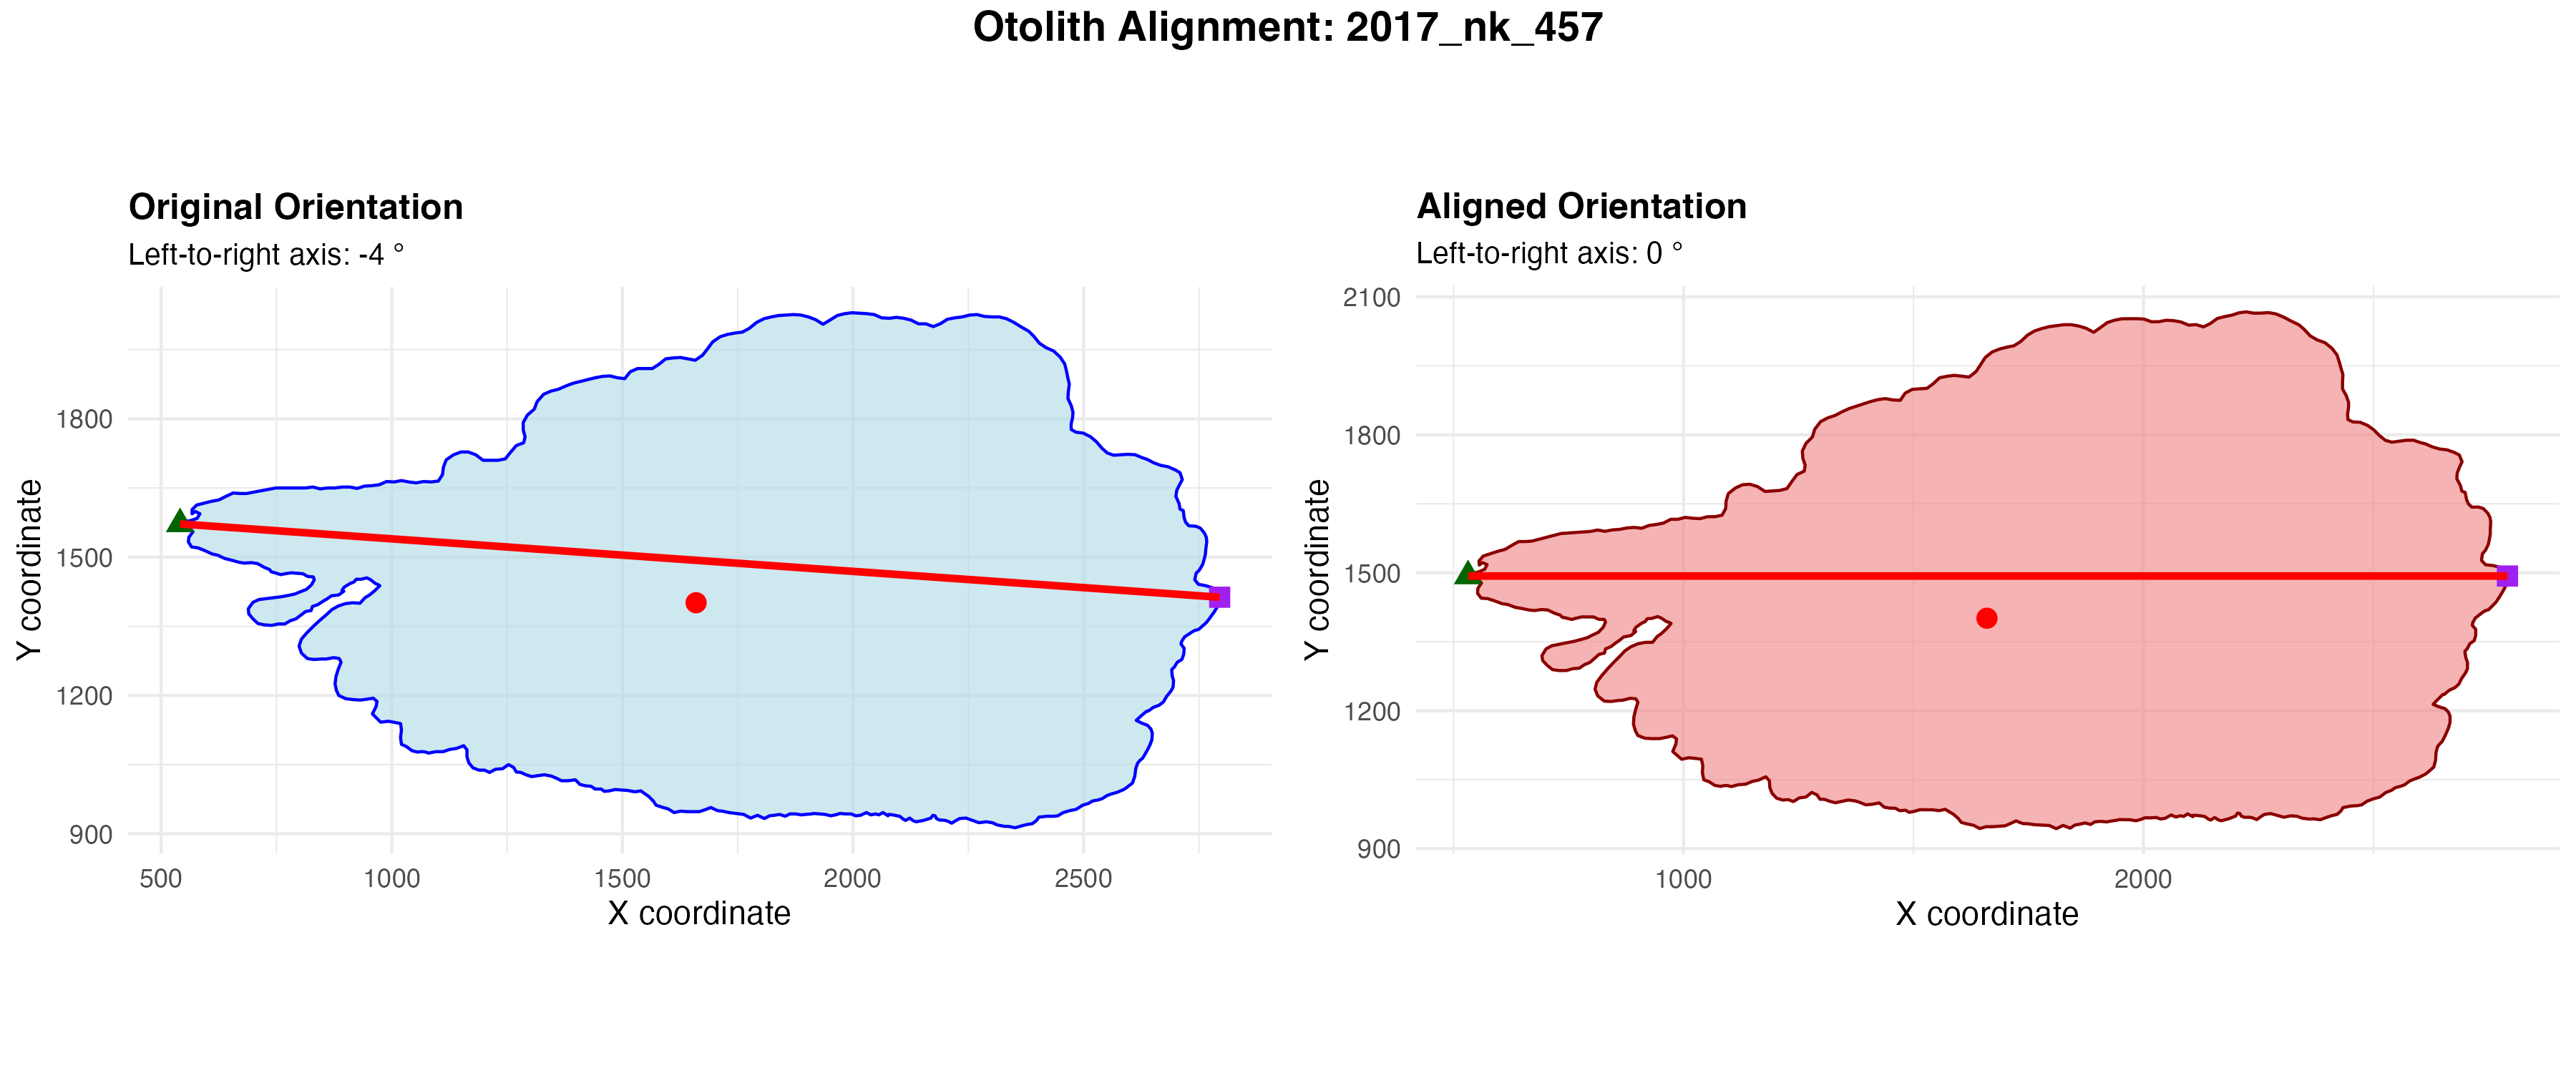 Otolith Alignment: 2017_nk_457
Original Orientation
Left-to-right axis: -4 °
Y coordinate
1800
1500
1200
900
500 1000 1500 2000 2500
X coordinate
Aligned Orientation
Left-to-right axis: 0 °
Y coordinate
2100
1800
1500
1200
900
1000 2000
X coordinate